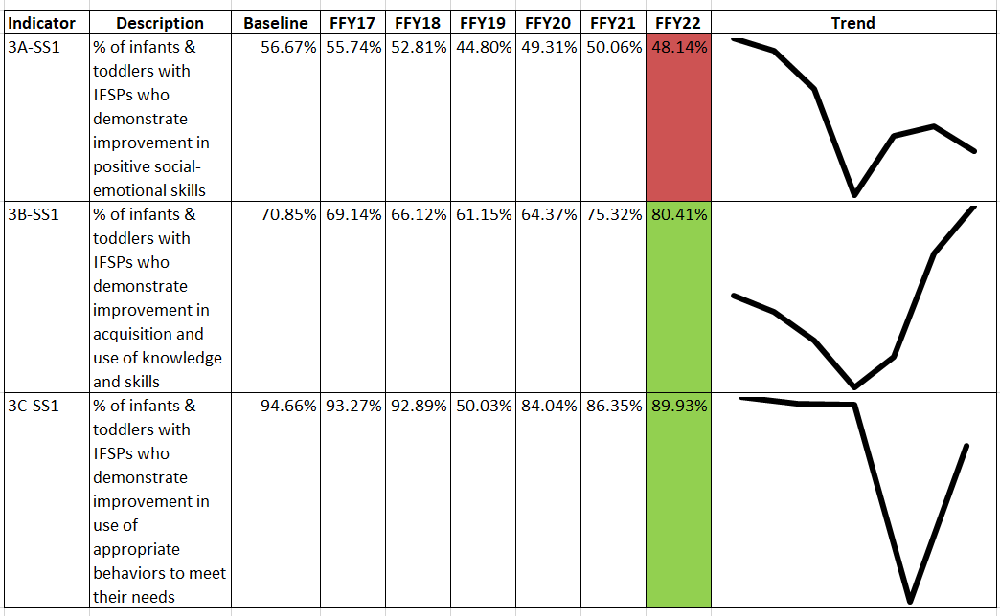 Indicator Description Baseline FFY17 FFY18 FFY19 FFY20 FFY21 FFY22 Trend
3A-SS1 % of infants & 56.67% 55.74% 52.81% 44.80% 49.31% 50.06% 48.14%
toddlers with
IFSPs who
demonstrate
improvement in
positive social-
emotional skills
3B-SS1 % of infants & 70.85% 69.14% 66.12% 61.15% 64.37% 75.32% 80.41%
toddlers with
IFSPs who
demonstrate
improvement in
acquisition and
use of knowledge
and skills
3C-SS1 % of infants & 94.66% 93.27% 92.89% 50.03% 84.04% 86.35% 89.93%
toddlers with
IFSPs who
demonstrate
improvement in
use of
appropriate
behaviors to meet
their needs